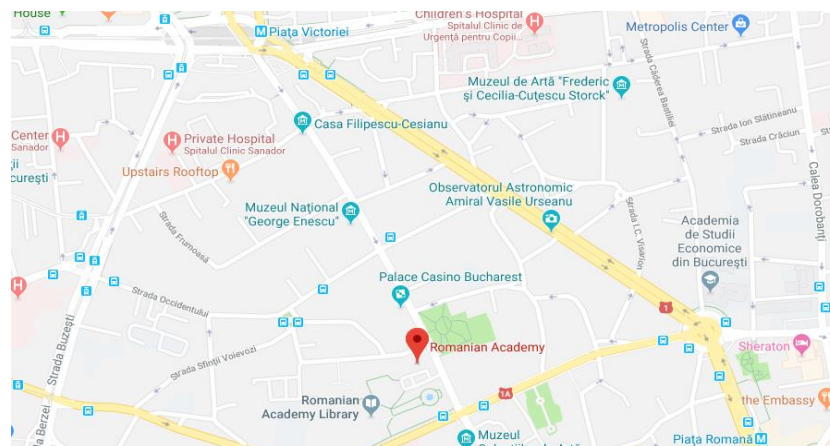 House
Piața Victoriei
Children's Hospital
Spitalul Clinic de
Urgență pentru Copii...
Metropolis Center
Muzeul de Artă "Frederic
și Cecilia-Cuțescu Storck"
Strada Căderea Bastiliei
Casa Filipescu-Cesianu
Strada Ion Slătineanu
Strada Crăciun
Center
Sanador
Private Hospital
Spitalul Clinic Sanador
Upstairs Rooftop
Calea Dorobanți
București
Observatorul Astronomic
Amiral Vasile Urseanu
Muzeul Național
"George Enescu"
Strada I.C. Visarion
Academia
de Studii
Economice
din București
Strada Frumoasă
Palace Casino Bucharest
Strada Occidentului
1
Strada Buzești
Romanian Academy
Sheraton
Strada Sfinții Voievozi
1A
Romanian
Academy Library
the Embassy
Berzei
Muzeul
Piața Romană